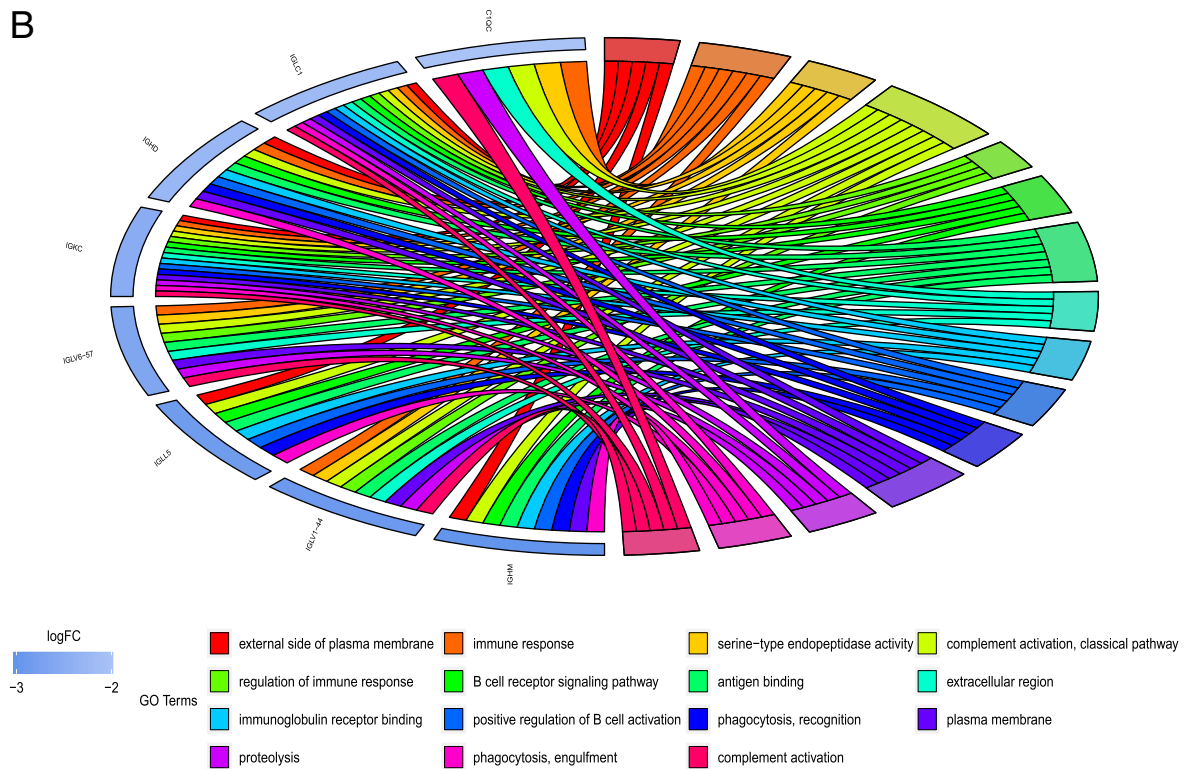 B
C1QC
IGLC1
IGHD
IGKC
IGLV6−57
IGLL5
IGLV1−44
IGHM
logFC
−3 −2
GO Terms
external side of plasma membrane immune response serine−type endopeptidase activity complement activation, classical pathway
regulation of immune response B cell receptor signaling pathway antigen binding extracellular region
immunoglobulin receptor binding positive regulation of B cell activation phagocytosis, recognition plasma membrane
proteolysis phagocytosis, engulfment complement activation